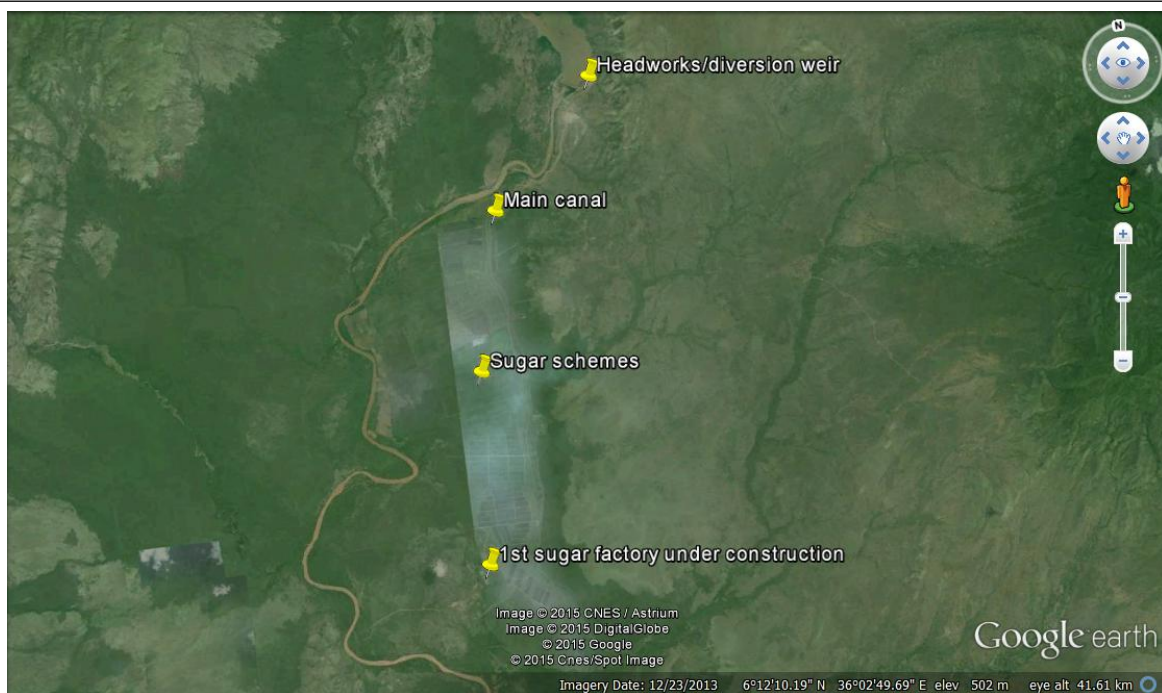 N
Headworks/diversion weir
Main canal
Sugar schemes
1st sugar factory under construction
Image © 2015 CNES / Astrium
Image © 2015 DigitalGlobe
© 2015 Google
© 2015 Cnes/Spot Image
Google earth
Imagery Date: 12/23/2013 6°12'10.19" N 36°02'49.69" E elev 502 m eye alt 41.61 km